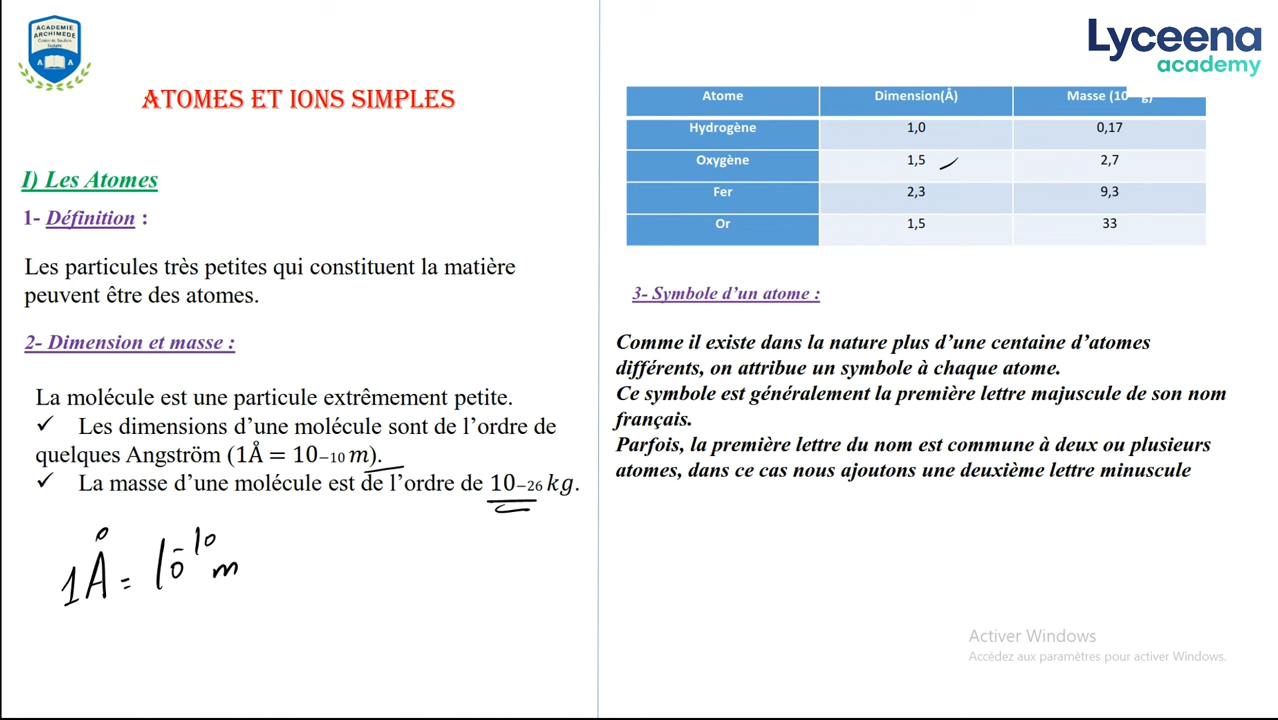 ACADEMIE
ARCHIMEDE
Centre de Soutien
Scolaire
A A
ATOMES ET IONS SIMPLES
I) Les Atomes
1- Définition :
Les particules très petites qui constituent la matière
peuvent être des atomes.
2- Dimension et masse :
La molécule est une particule extrêmement petite.
✓ Les dimensions d’une molécule sont de l’ordre de
quelques Angström (1Å = 10−10 m).
✓ La masse d’une molécule est de l’ordre de 10−26 kg.
1Å = 10⁻¹⁰ m
Lyceena
academy
Atome Dimension(Å) Masse (10 g)
Hydrogène 1,0 0,17
Oxygène 1,5 2,7
Fer 2,3 9,3
Or 1,5 33
3- Symbole d’un atome :
Comme il existe dans la nature plus d’une centaine d’atomes
différents, on attribue un symbole à chaque atome.
Ce symbole est généralement la première lettre majuscule de son nom
français.
Parfois, la première lettre du nom est commune à deux ou plusieurs
atomes, dans ce cas nous ajoutons une deuxième lettre minuscule
Activer Windows
Accédez aux paramètres pour activer Windows.